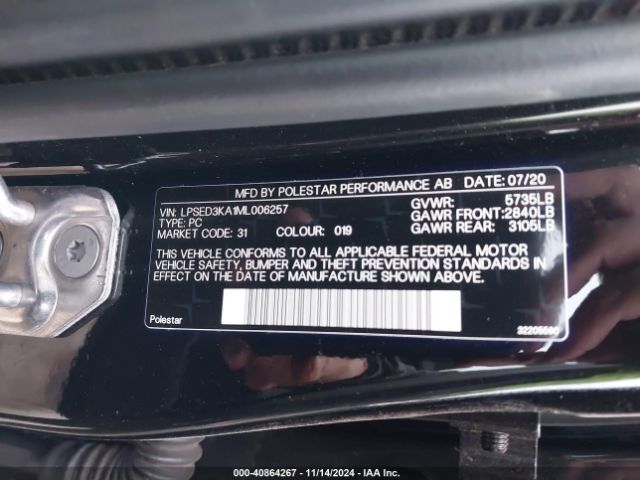 MFD BY POLESTAR PERFORMANCE AB DATE: 07/20
VIN: LPSED3KA1ML006257 GVWR: 5735LB
TYPE: PC GAWR FRONT: 2840LB
MARKET CODE: 31 COLOUR: 019 GAWR REAR: 3105LB
THIS VEHICLE CONFORMS TO ALL APPLICABLE FEDERAL MOTOR
VEHICLE SAFETY, BUMPER AND THEFT PREVENTION STANDARDS IN
EFFECT ON THE DATE OF MANUFACTURE SHOWN ABOVE.
Polestar
000-40864267 - 11/14/2024 - IAA Inc.